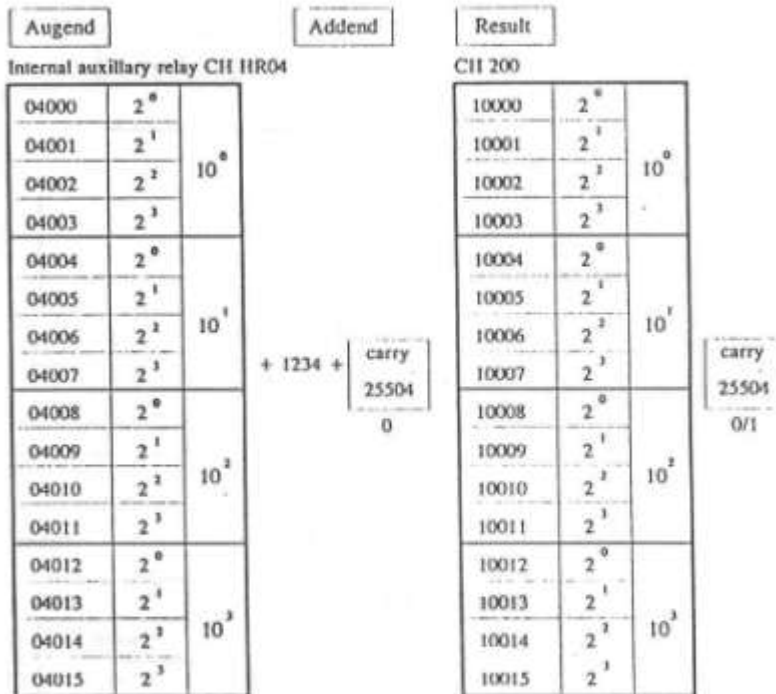 Augend Addend Result
Internal auxillary relay CH HR04 CH 200
04000 2⁰ 10000 2⁰
04001 2¹ 10001 2¹
04002 2² 10⁰ 10002 2² 10⁰
04003 2³ 10003 2³
04004 2⁰ 10004 2⁰
04005 2¹ 10005 2¹
04006 2² 10¹ 10006 2² 10¹
04007 2³ + 1234 + carry 10007 2³ carry
25504 25504
04008 2⁰ 0 10008 2⁰ 0/1
04009 2¹ 10009 2¹
04010 2² 10² 10010 2² 10²
04011 2³ 10011 2³
04012 2⁰ 10012 2⁰
04013 2¹ 10013 2¹
04014 2² 10³ 10014 2² 10³
04015 2³ 10015 2³